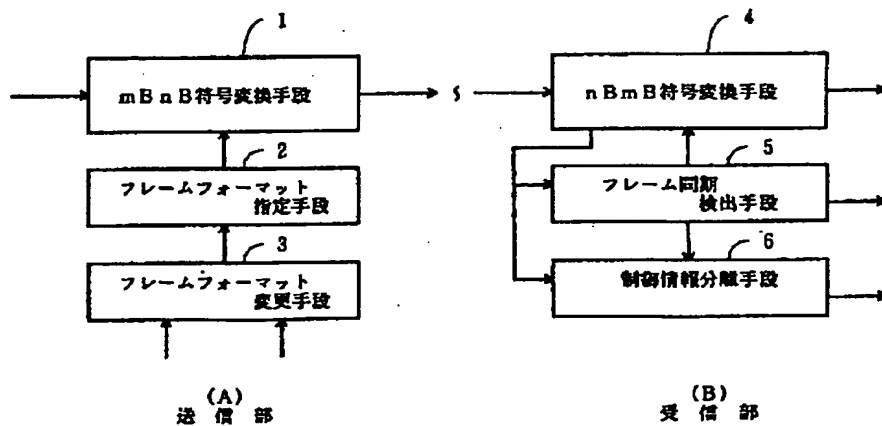 1
mBnB符号変換手段
2
フレームフォーマット
指定手段
3
フレームフォーマット
変更手段
(A)
送信部
4
nBmB符号変換手段
5
フレーム同期
検出手段
6
制御情報分離手段
(B)
受信部